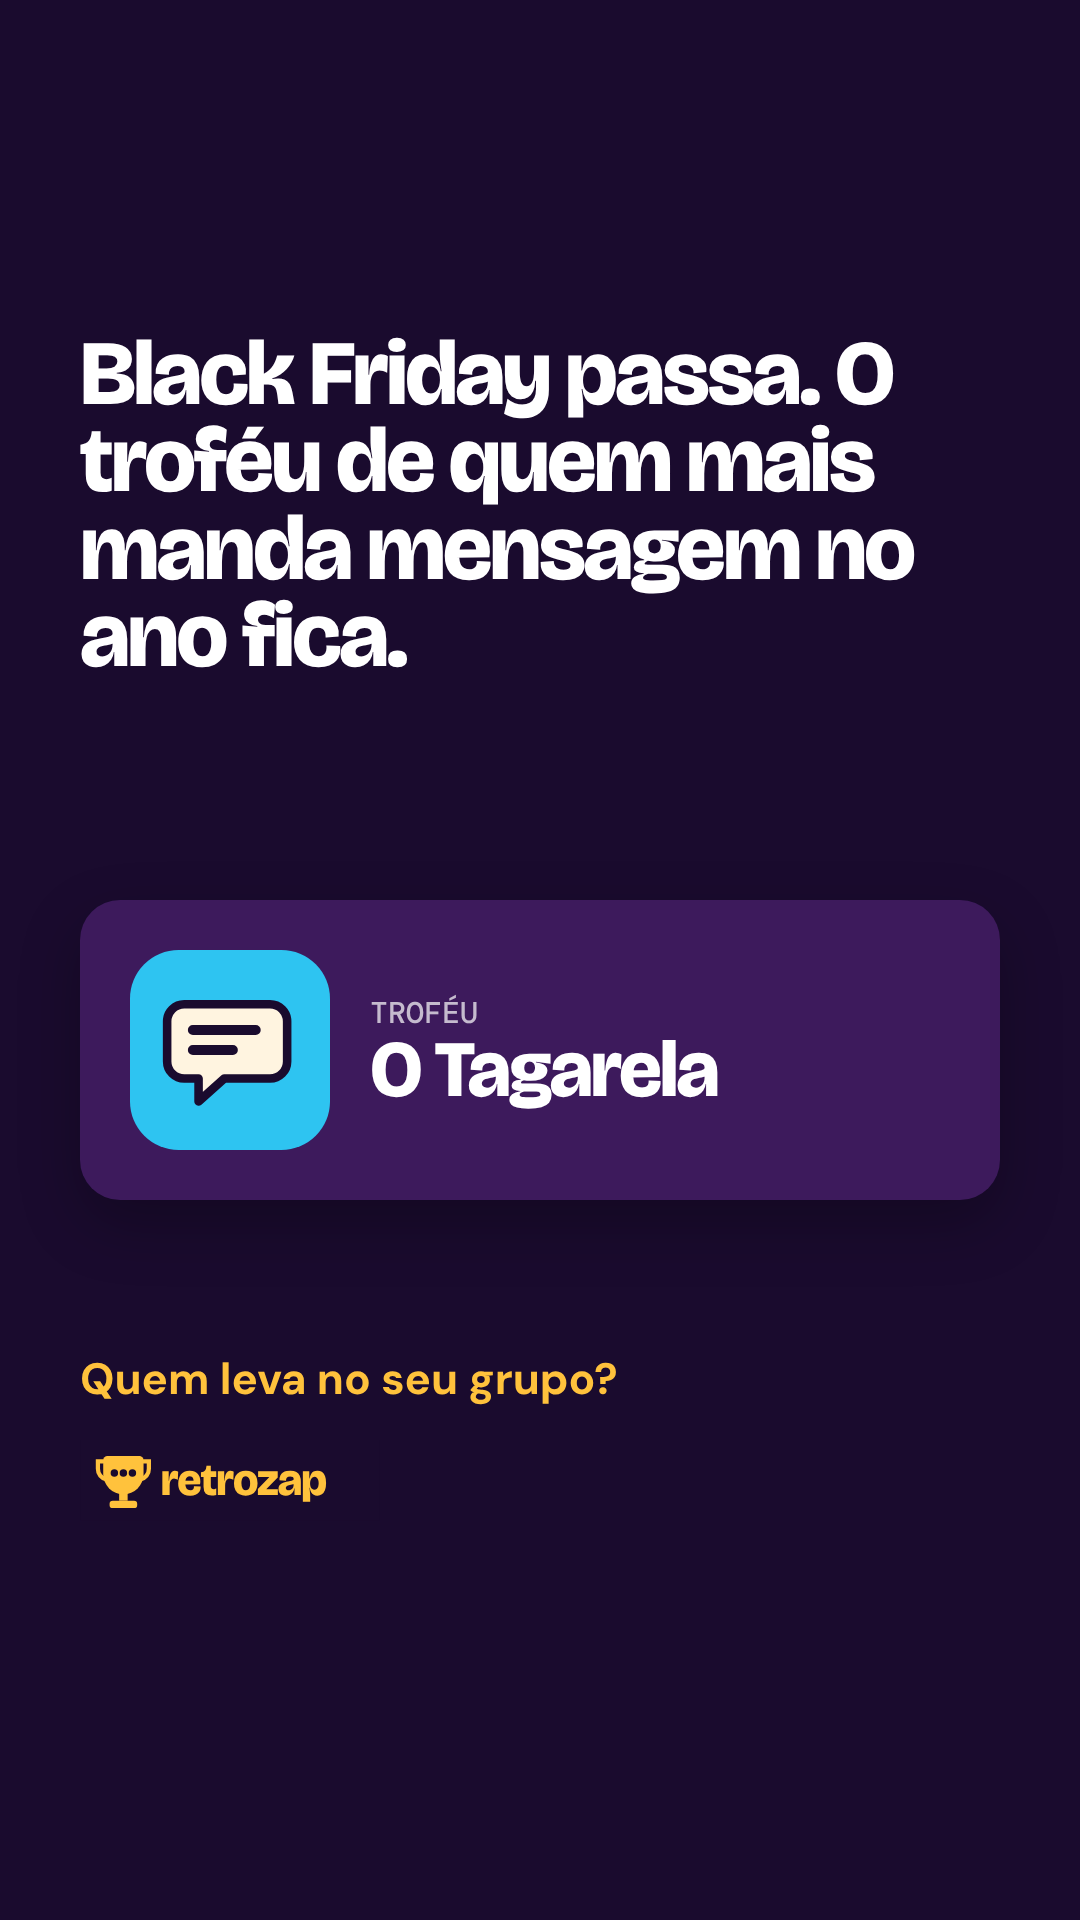 Black Friday passa. O
troféu de quem mais
manda mensagem no
ano fica.
TROFÉU
O Tagarela
Quem leva no seu grupo?
retrozap